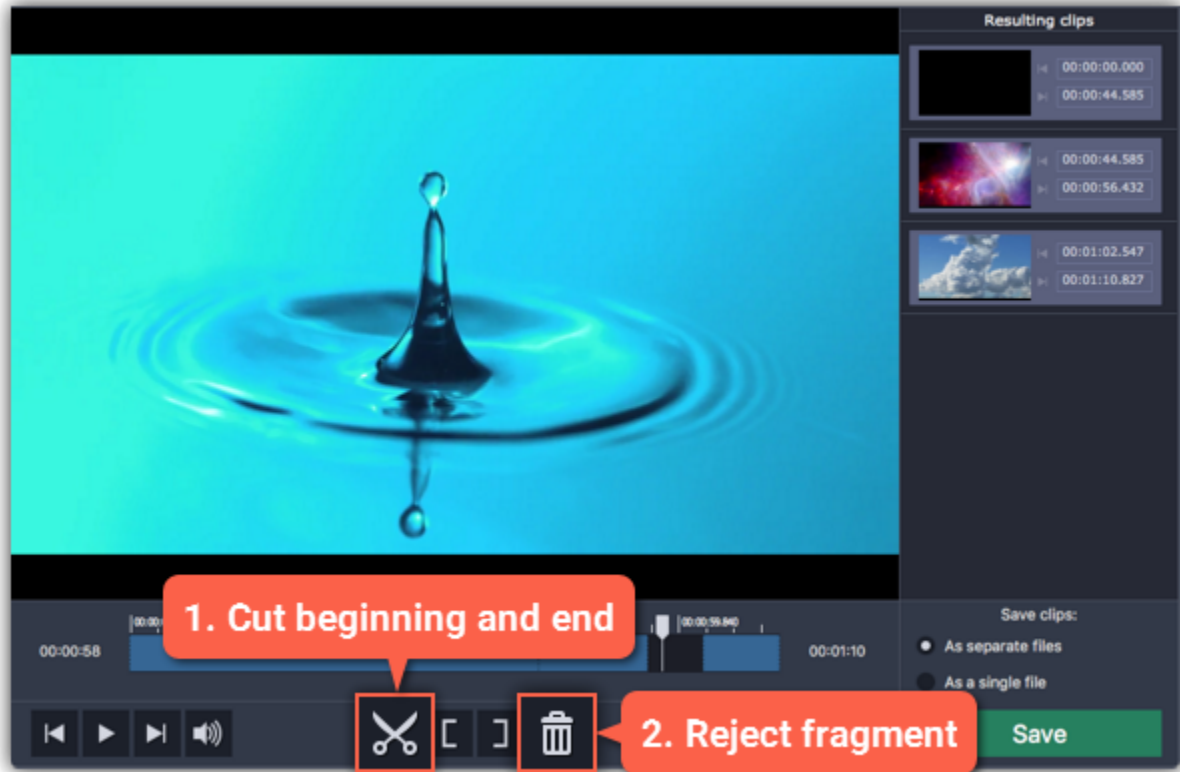 Resulting clips
00:00:00.000
00:00:44.585
00:00:44.585
00:00:56.432
00:01:02.547
00:01:10.827
1. Cut beginning and end
00:00:59.840
00:00:58
00:01:10
Save clips:
As separate files
As a single file
2. Reject fragment
Save